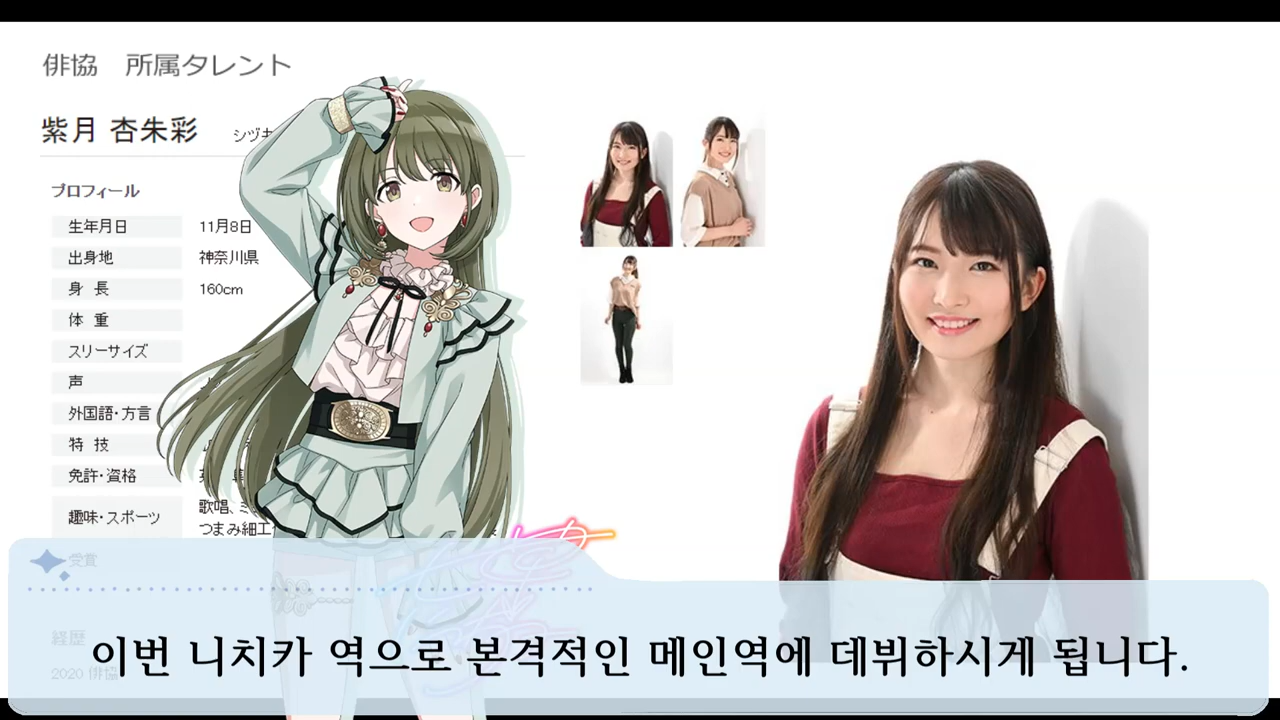 俳協 所属タレント
紫月 杏朱彩 シヅキ
プロフィール
生年月日 11月8日
出身地 神奈川県
身 長 160cm
体 重
スリーサイズ
声
外国語・方言
特 技
免許・資格
趣味・スポーツ 歌唱、ミ
つまみ細工
受賞
経歴
이번 니치카 역으로 본격적인 메인역에 데뷔하시게 됩니다.
2020 俳協